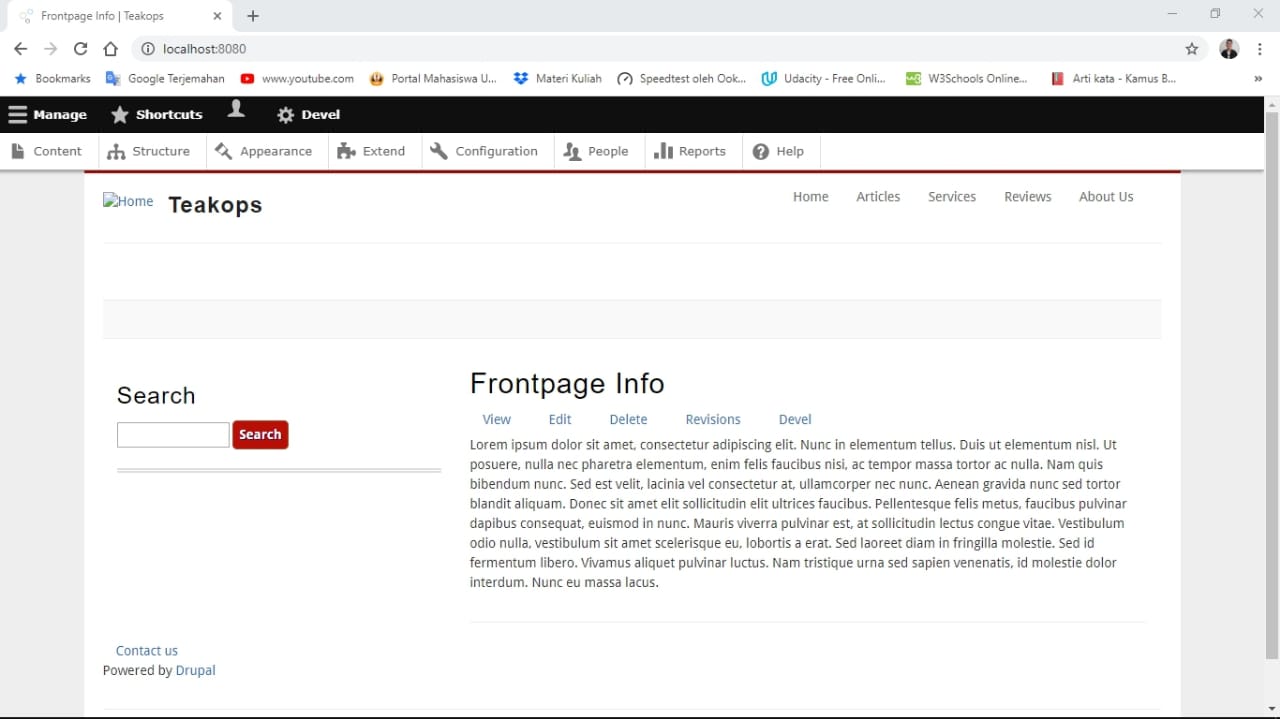 Frontpage Info | Teakops
localhost:8080
Bookmarks Google Terjemahan www.youtube.com Portal Mahasiswa U... Materi Kuliah Speedtest oleh Ook... Udacity - Free Onli... W3Schools Online... Arti kata - Kamus B... »
Manage Shortcuts Devel
Content Structure Appearance Extend Configuration People Reports Help
Home Teakops Home Articles Services Reviews About Us
Search
Search
Frontpage Info
View Edit Delete Revisions Devel
Lorem ipsum dolor sit amet, consectetur adipiscing elit. Nunc in elementum tellus. Duis ut elementum nisl. Ut
posuere, nulla nec pharetra elementum, enim felis faucibus nisi, ac tempor massa tortor ac nulla. Nam quis
bibendum nunc. Sed est velit, lacinia vel consectetur at, ullamcorper nec nunc. Aenean gravida nunc sed tortor
blandit aliquam. Donec sit amet elit sollicitudin elit ultrices faucibus. Pellentesque felis metus, faucibus pulvinar
dapibus consequat, euismod in nunc. Mauris viverra pulvinar est, at sollicitudin lectus congue vitae. Vestibulum
odio nulla, vestibulum sit amet scelerisque eu, lobortis a erat. Sed laoreet diam in fringilla molestie. Sed id
fermentum libero. Vivamus aliquet pulvinar luctus. Nam tristique urna sed sapien venenatis, id molestie dolor
interdum. Nunc eu massa lacus.
Contact us
Powered by Drupal